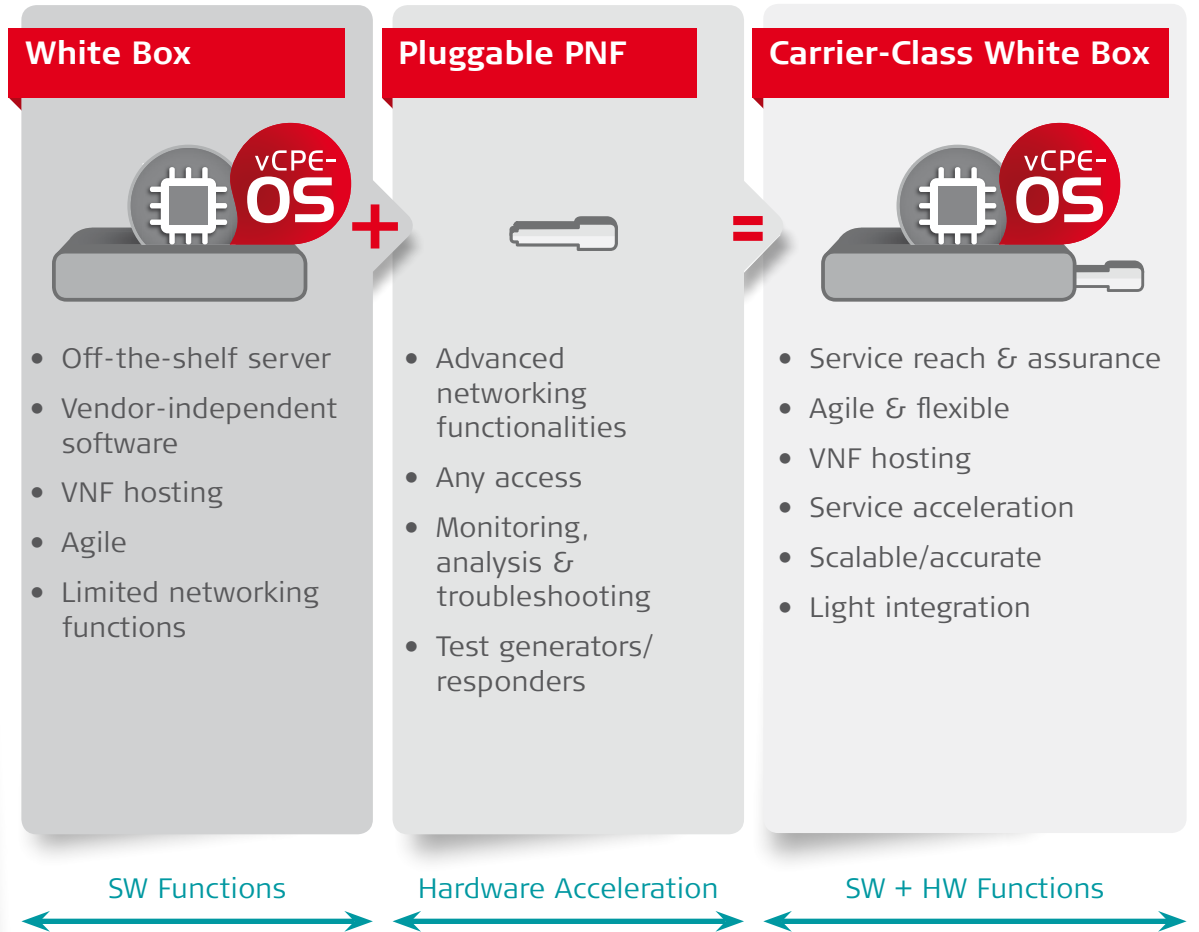 White Box
vCPE-
OS
• Off-the-shelf server
• Vendor-independent
software
• VNF hosting
• Agile
• Limited networking
functions
SW Functions
+
Pluggable PNF
• Advanced
networking
functionalities
• Any access
• Monitoring,
analysis &
troubleshooting
• Test generators/
responders
Hardware Acceleration
=
Carrier-Class White Box
vCPE-
OS
• Service reach & assurance
• Agile & flexible
• VNF hosting
• Service acceleration
• Scalable/accurate
• Light integration
SW + HW Functions